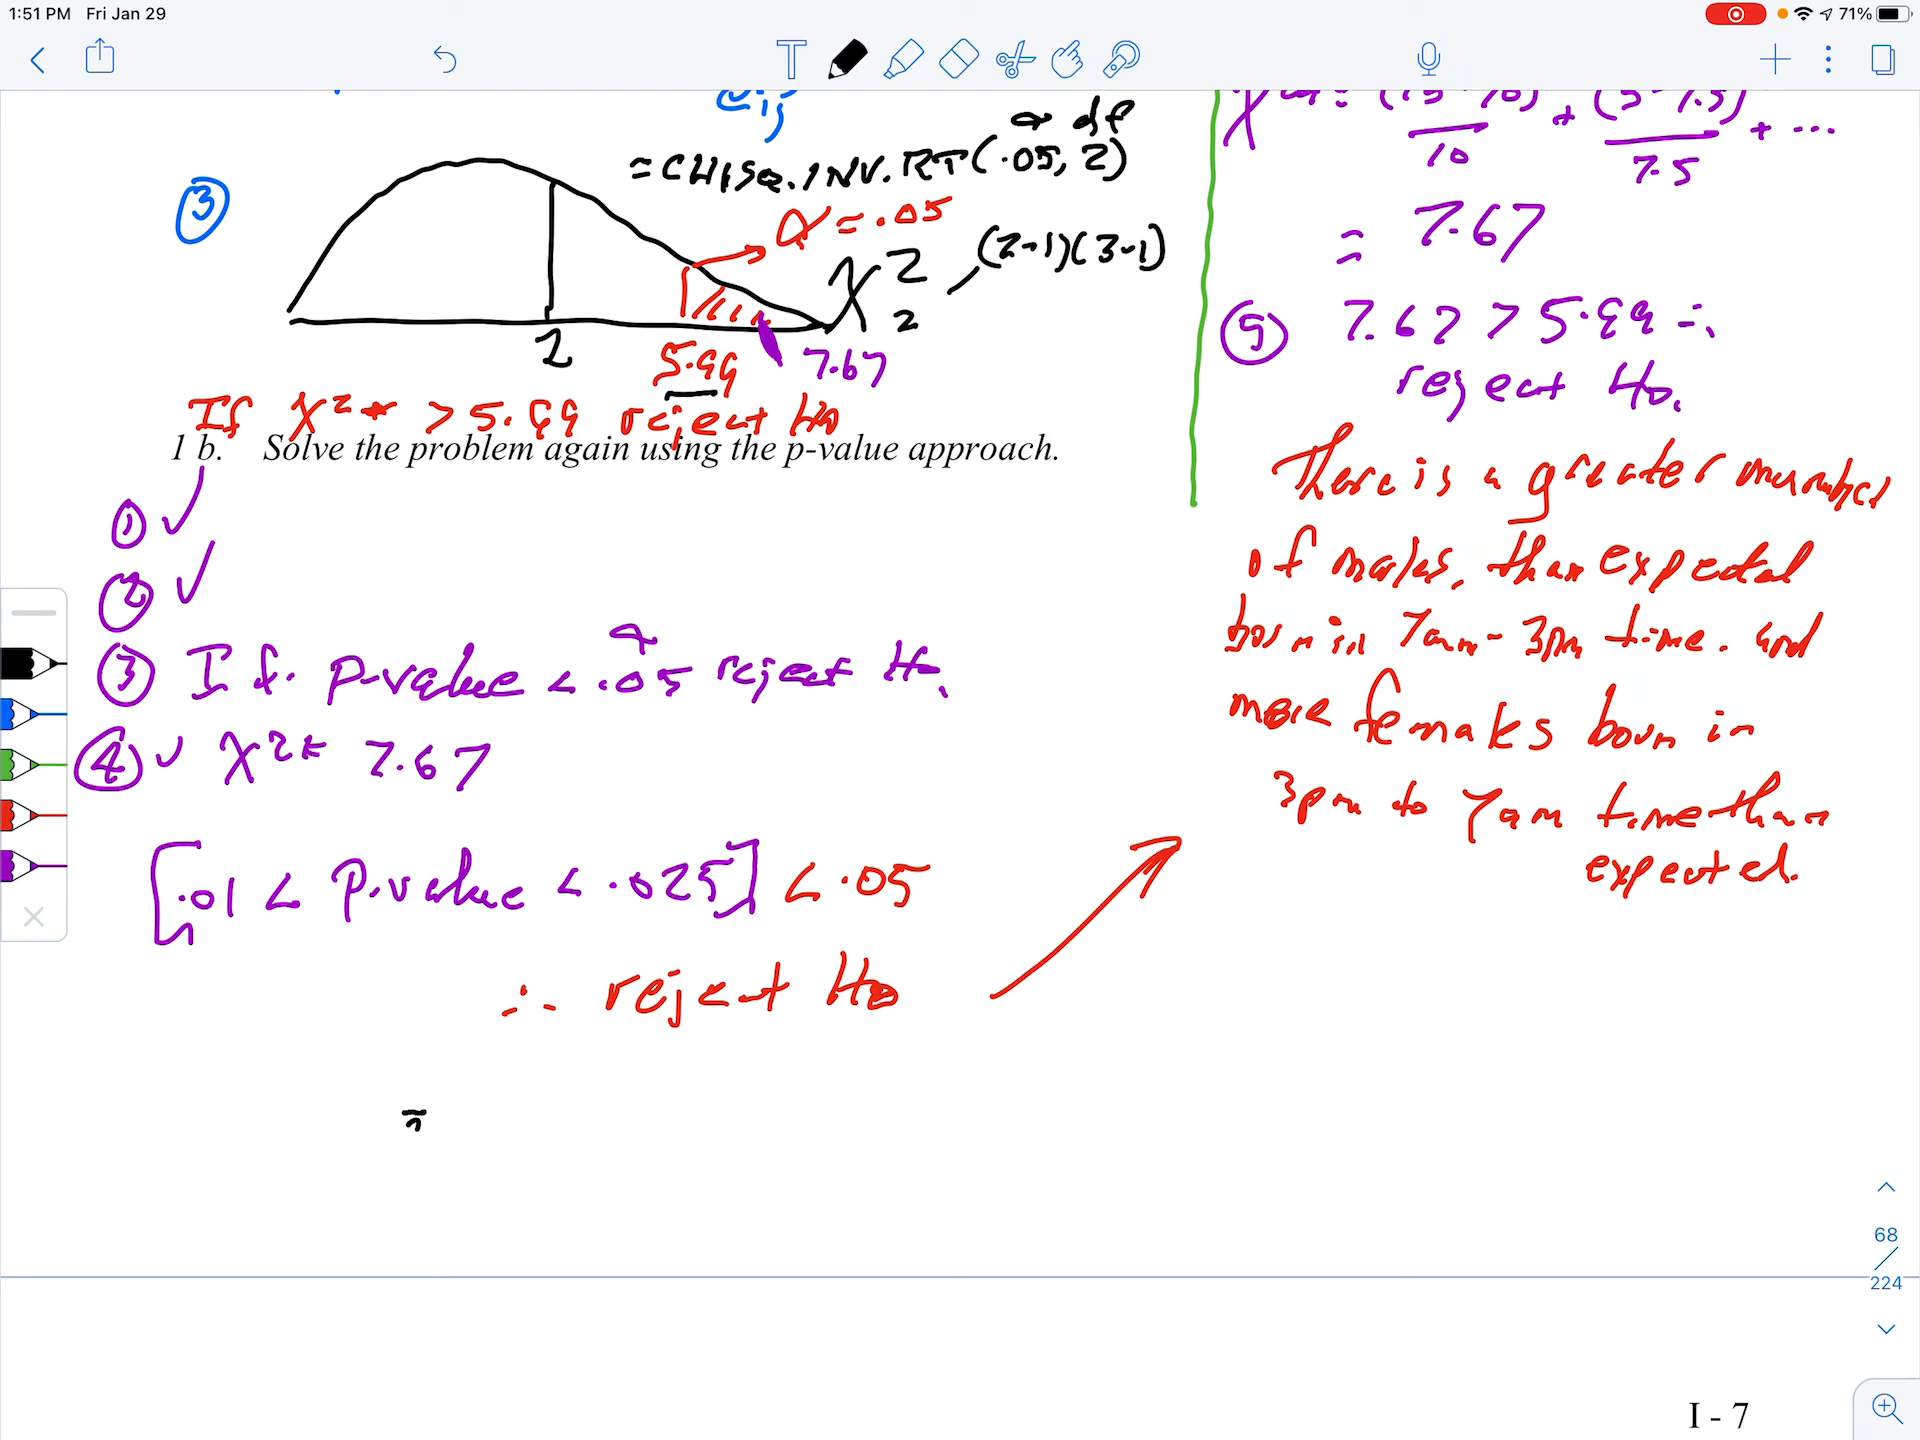 1:51 PM Fri Jan 29
71%
α df
= CHISQ.INV.RT(.05, 2)
③
α = .05
χ²
2
(2-1)(3-1)
2
5.99
7.67
If χ²* > 5.99 reject Ho
1 b. Solve the problem again using the p-value approach.
① ✓
② ✓
α
③ If p-value < .05 reject Ho.
④ ✓ χ²* 7.67
[.01 < p-value < .025] < .05
∴ reject Ho
10
+
7.5
+ ...
= 7.67
⑤ 7.67 > 5.99 ∴
reject Ho.
There is a greater number
of males, than expected
born in 7am - 3pm time. and
more females born in
3pm to 7am time than
expected.
68
/
224
I - 7